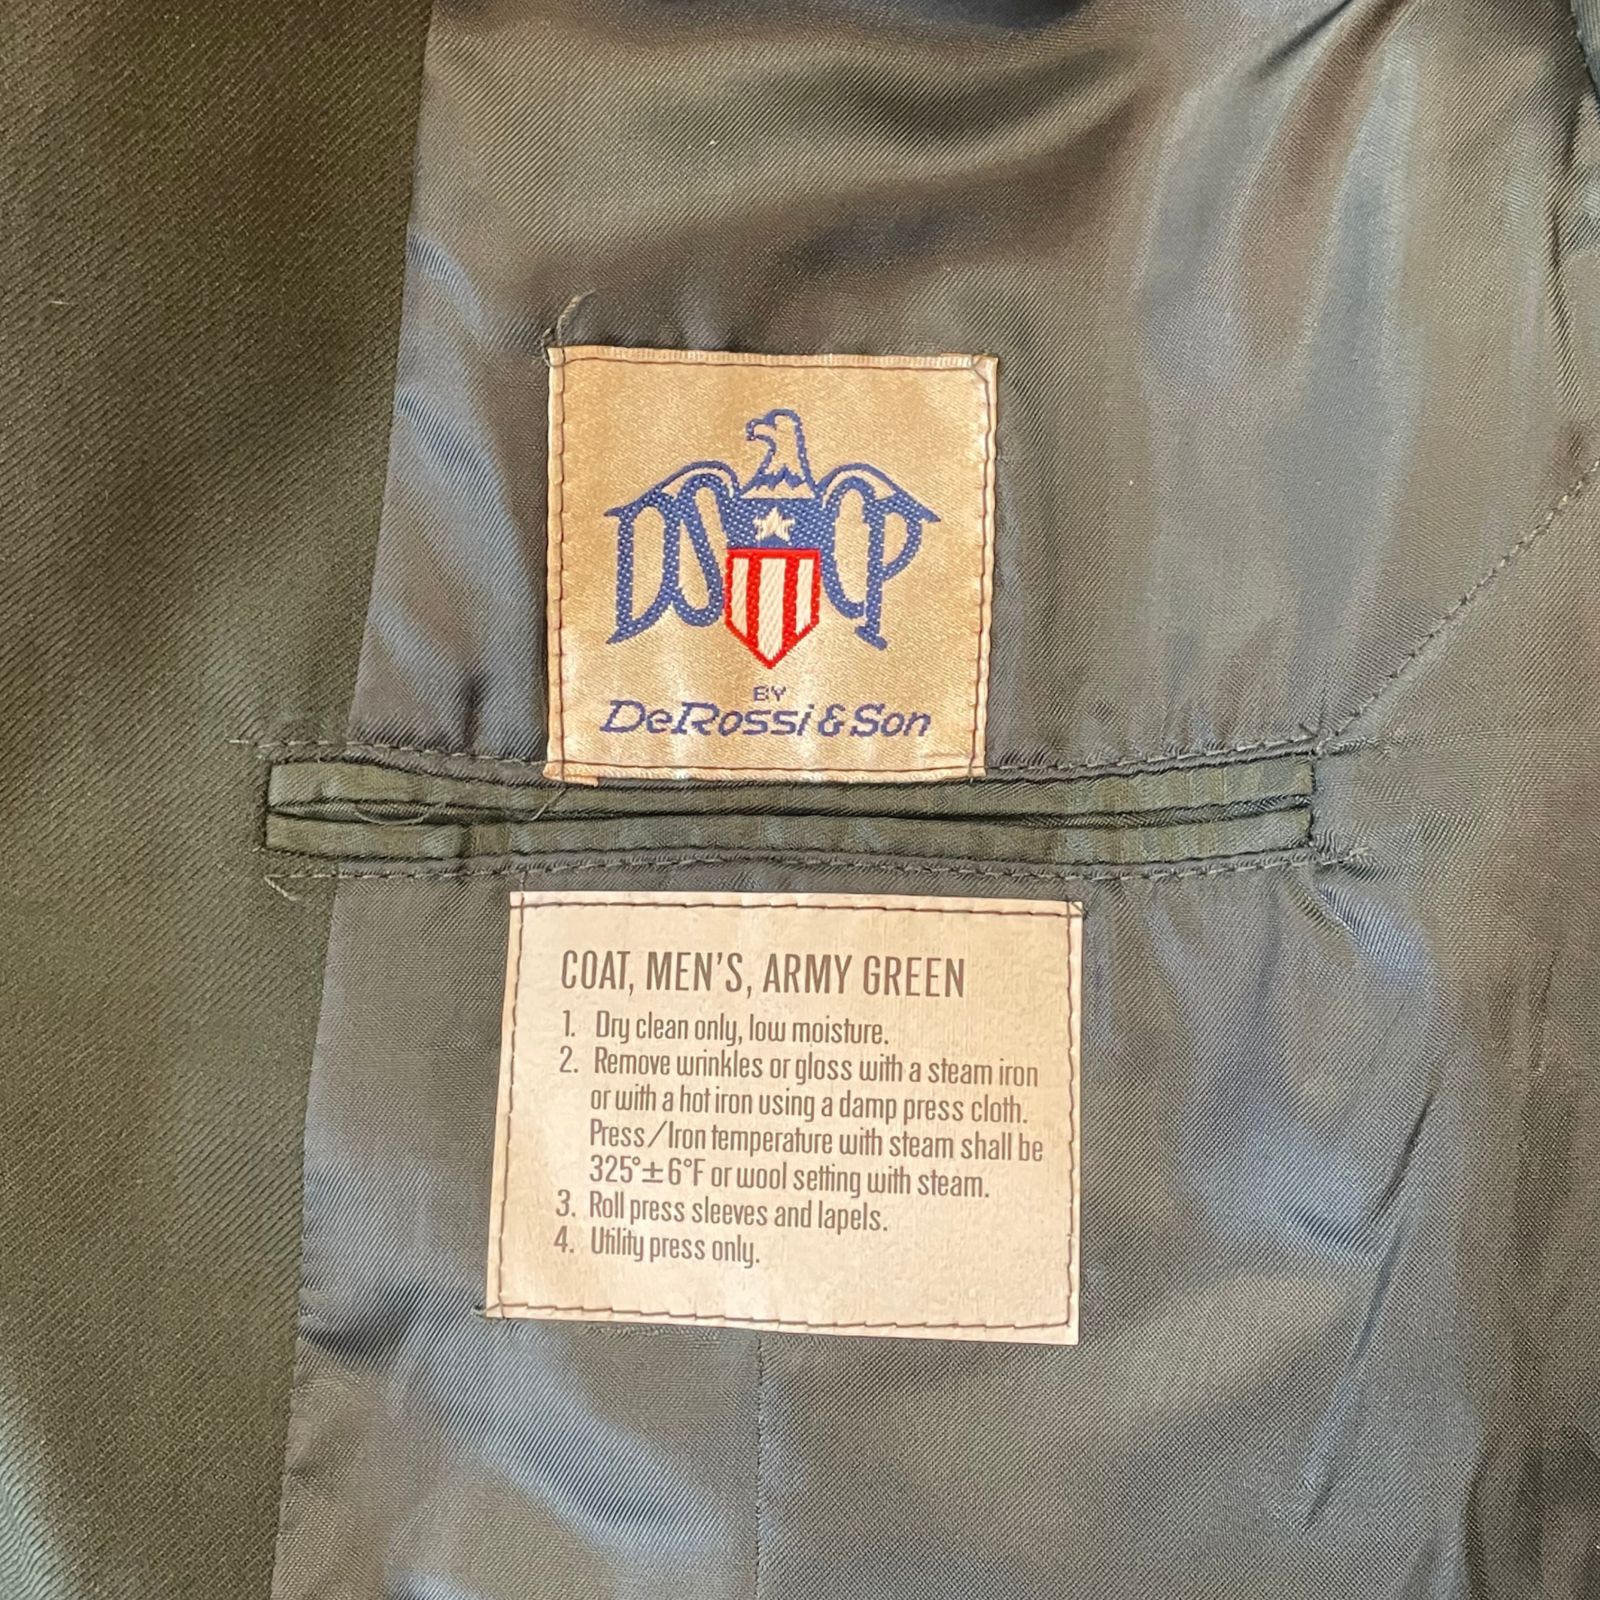 DSCP
BY
DeRossi & Son
COAT, MEN'S, ARMY GREEN
1. Dry clean only, low moisture.
2. Remove wrinkles or gloss with a steam iron
or with a hot iron using a damp press cloth.
Press/Iron temperature with steam shall be
325°±6°F or wool setting with steam.
3. Roll press sleeves and lapels.
4. Utility press only.